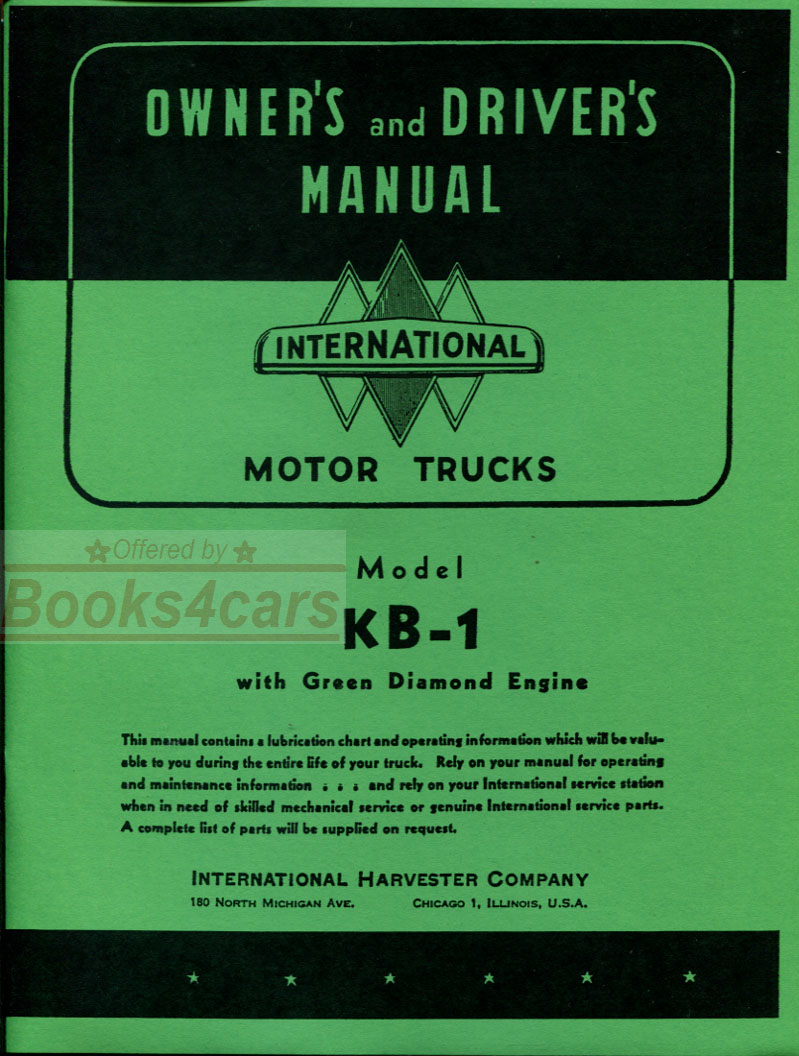 OWNER'S and DRIVER'S
MANUAL
INTERNATIONAL
MOTOR TRUCKS
Offered by
Books4cars
Model
KB-1
with Green Diamond Engine
This manual contains a lubrication chart and operating information which will be valu-
able to you during the entire life of your truck. Rely on your manual for operating
and maintenance information . . . and rely on your International service station
when in need of skilled mechanical service or genuine International service parts.
A complete list of parts will be supplied on request.
INTERNATIONAL HARVESTER COMPANY
180 NORTH MICHIGAN AVE. CHICAGO 1, ILLINOIS, U.S.A.